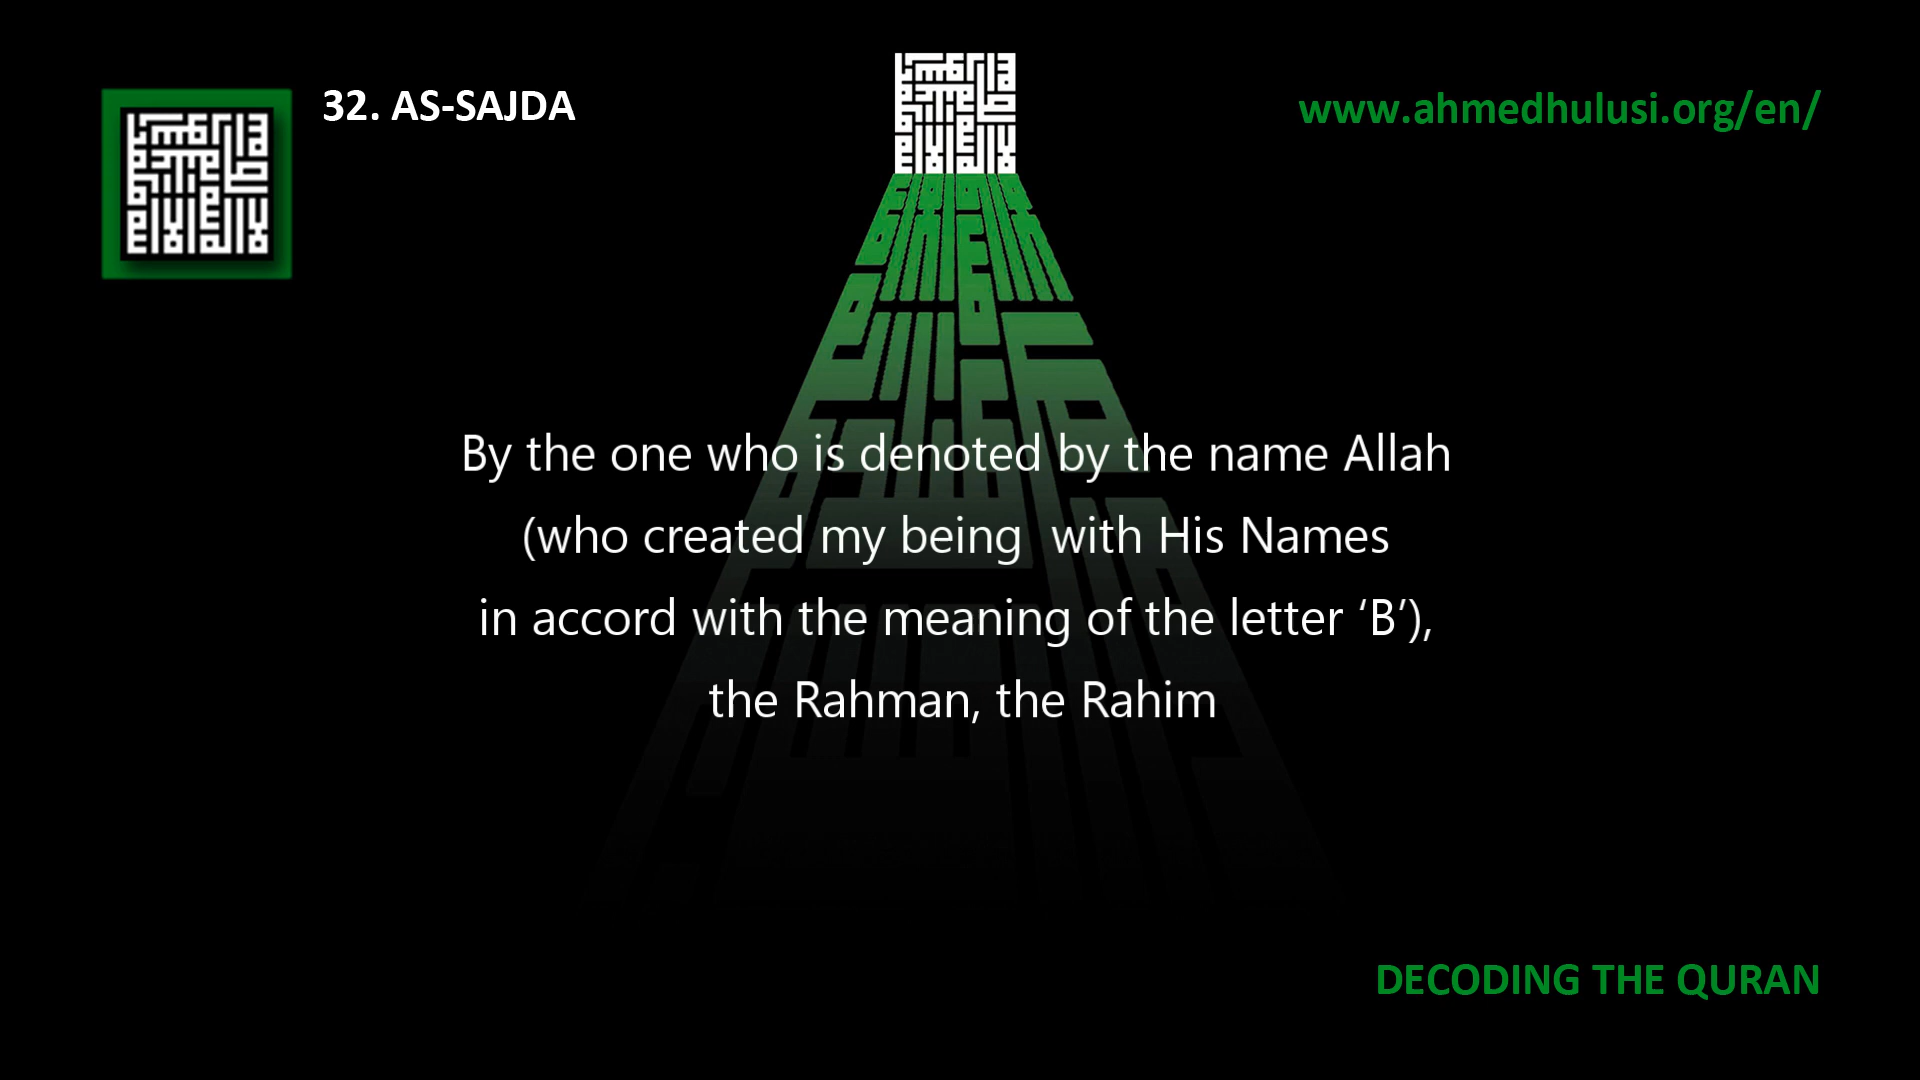 32. AS-SAJDA
www.ahmedhulusi.org/en/
By the one who is denoted by the name Allah
(who created my being  with His Names
in accord with the meaning of the letter ‘B’),
the Rahman, the Rahim
DECODING THE QURAN